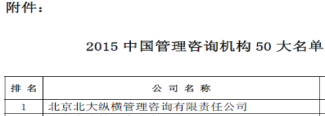 附件：
2015 中国管理咨询机构 50 大名单
排 名 公 司 名 称
1 北京北大纵横管理咨询有限责任公司